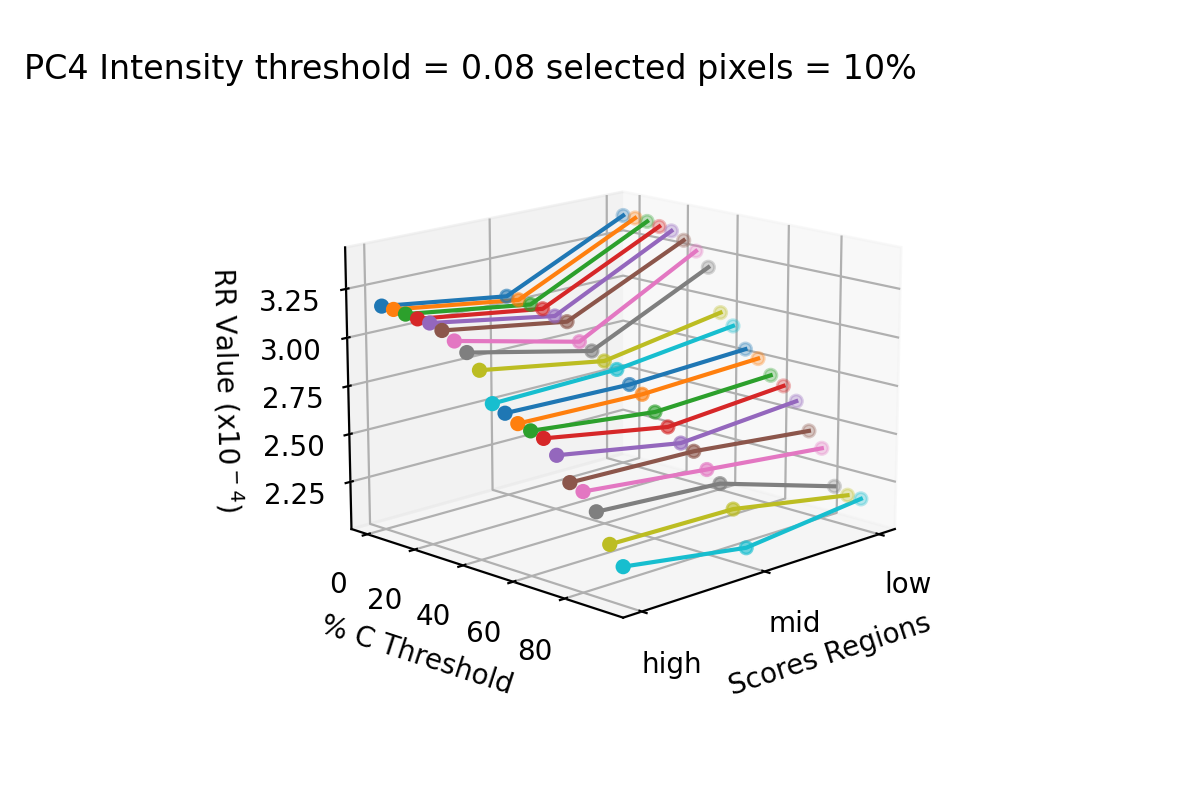 PC4 Intensity threshold = 0.08 selected pixels = 10%
RR Value (x10⁻⁴)
3.25
3.00
2.75
2.50
2.25
0
20
40
60
80
% C Threshold
high
mid
low
Scores Regions